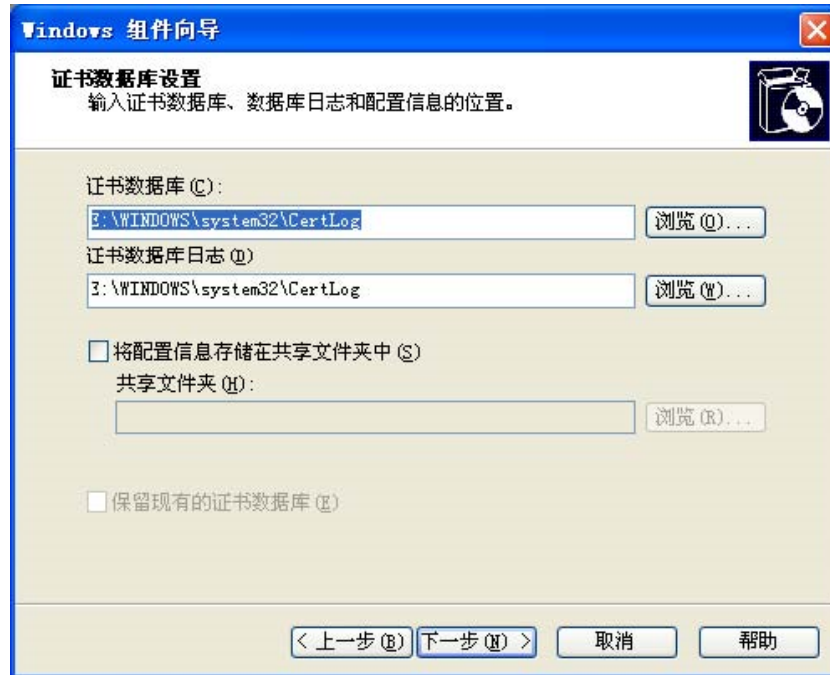 Windows 组件向导
证书数据库设置
输入证书数据库、数据库日志和配置信息的位置。
证书数据库(C):
E:\WINDOWS\system32\CertLog
浏览(O)...
证书数据库日志(D)
E:\WINDOWS\system32\CertLog
浏览(W)...
将配置信息存储在共享文件夹中(S)
共享文件夹(H):
浏览(R)...
保留现有的证书数据库(E)
< 上一步(B)
下一步(N) >
取消
帮助